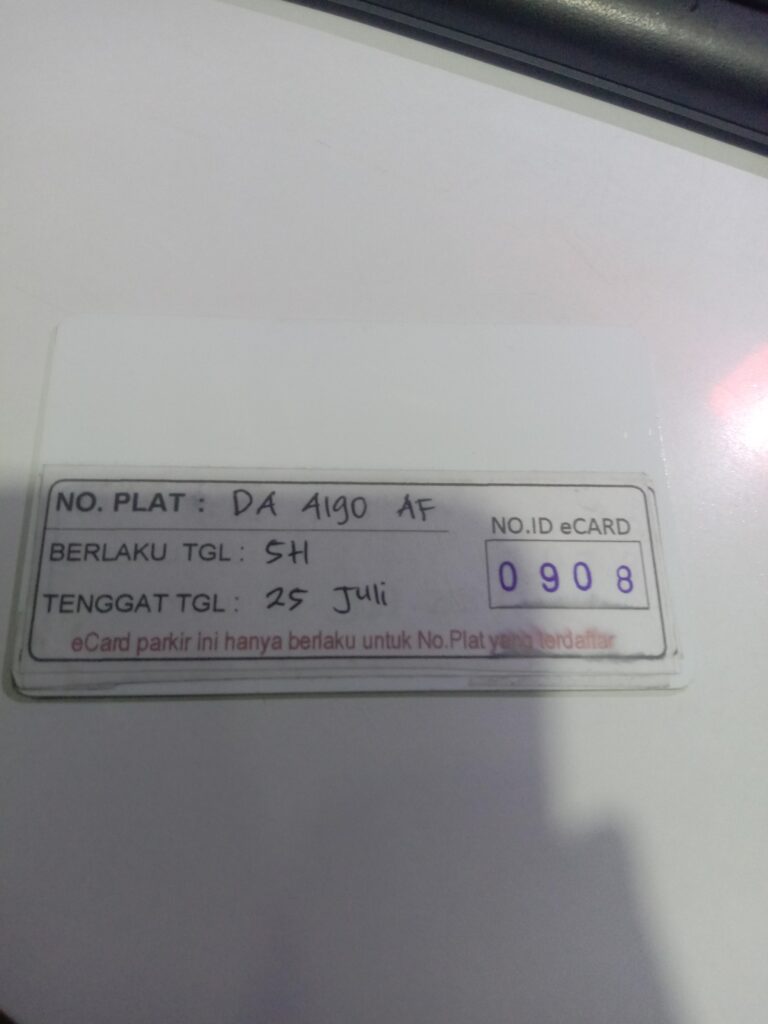 NO. PLAT : DA 4190 AF
BERLAKU TGL : SH
TENGGAT TGL : 25 Juli
NO.ID eCARD
0908
eCard parkir ini hanya berlaku untuk No.Plat yang terdaftar